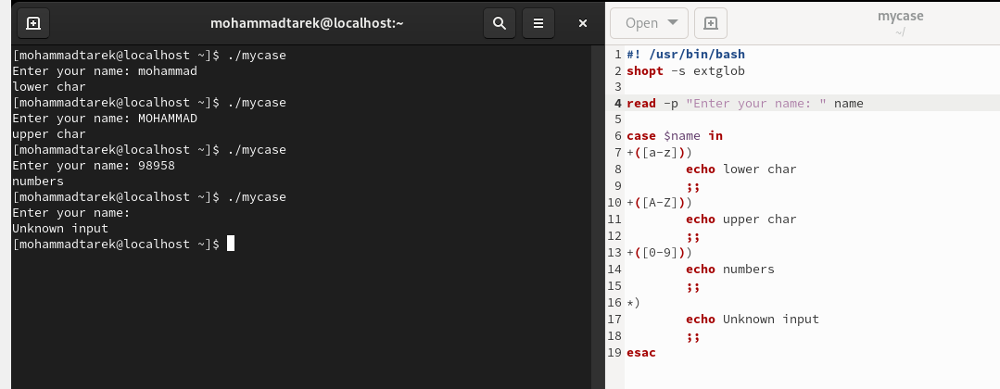 mohammadtarek@localhost:~
[mohammadtarek@localhost ~]$ ./mycase
Enter your name: mohammad
lower char
[mohammadtarek@localhost ~]$ ./mycase
Enter your name: MOHAMMAD
upper char
[mohammadtarek@localhost ~]$ ./mycase
Enter your name: 98958
numbers
[mohammadtarek@localhost ~]$ ./mycase
Enter your name:
Unknown input
[mohammadtarek@localhost ~]$
Open
mycase
~/
1 #! /usr/bin/bash
2 shopt -s extglob
3
4 read -p "Enter your name: " name
5
6 case $name in
7 +([a-z]))
8 echo lower char
9 ;;
10 +([A-Z]))
11 echo upper char
12 ;;
13 +([0-9]))
14 echo numbers
15 ;;
16 *)
17 echo Unknown input
18 ;;
19 esac